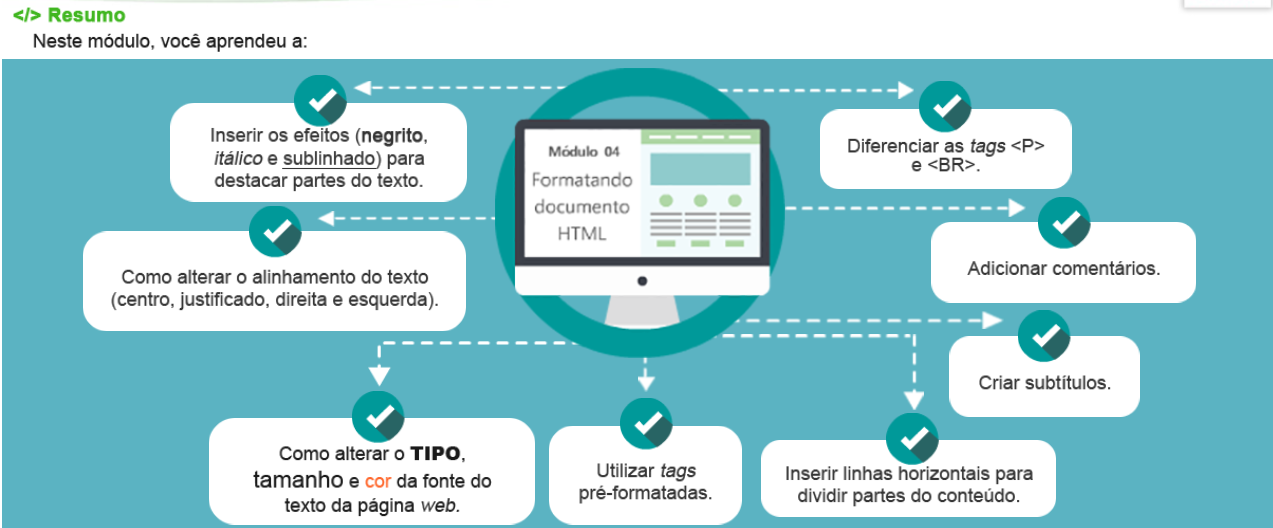 </> Resumo
Neste módulo, você aprendeu a:
Inserir os efeitos (negrito,
itálico e sublinhado) para
destacar partes do texto.
Diferenciar as tags <P>
e <BR>.
Módulo 04
Formatando
documento
HTML
Como alterar o alinhamento do texto
(centro, justificado, direita e esquerda).
Adicionar comentários.
Criar subtítulos.
Como alterar o TIPO,
tamanho e cor da fonte do
texto da página web.
Utilizar tags
pré-formatadas.
Inserir linhas horizontais para
dividir partes do conteúdo.